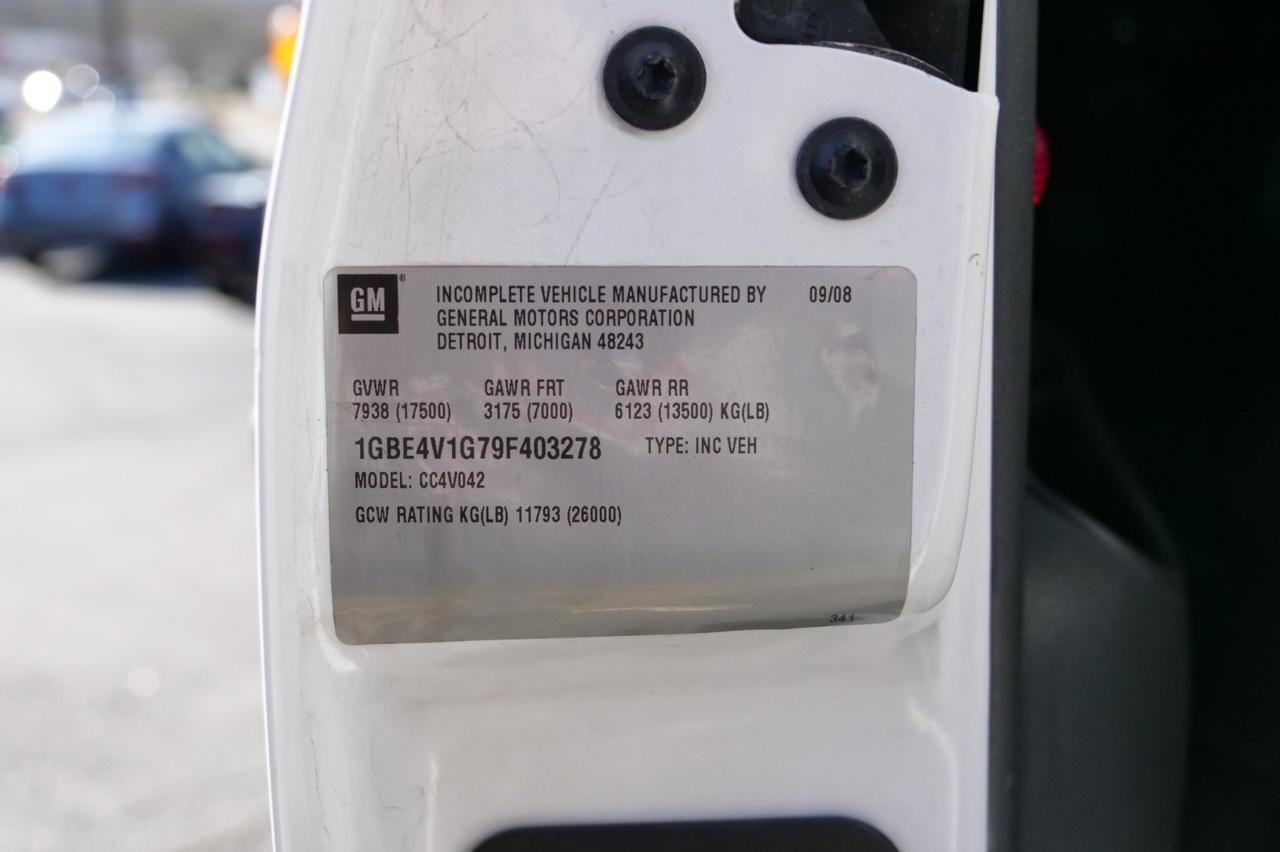 GM® INCOMPLETE VEHICLE MANUFACTURED BY 09/08
GENERAL MOTORS CORPORATION
DETROIT, MICHIGAN 48243
GVWR GAWR FRT GAWR RR
7938 (17500) 3175 (7000) 6123 (13500) KG(LB)
1GBE4V1G79F403278 TYPE: INC VEH
MODEL: CC4V042
GCW RATING KG(LB) 11793 (26000)
341